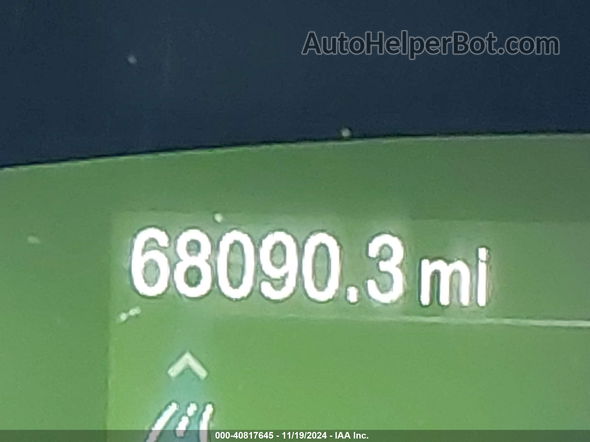 AutoHelperBot.com
68090.3 mi
000-40817645 - 11/19/2024 - IAA Inc.